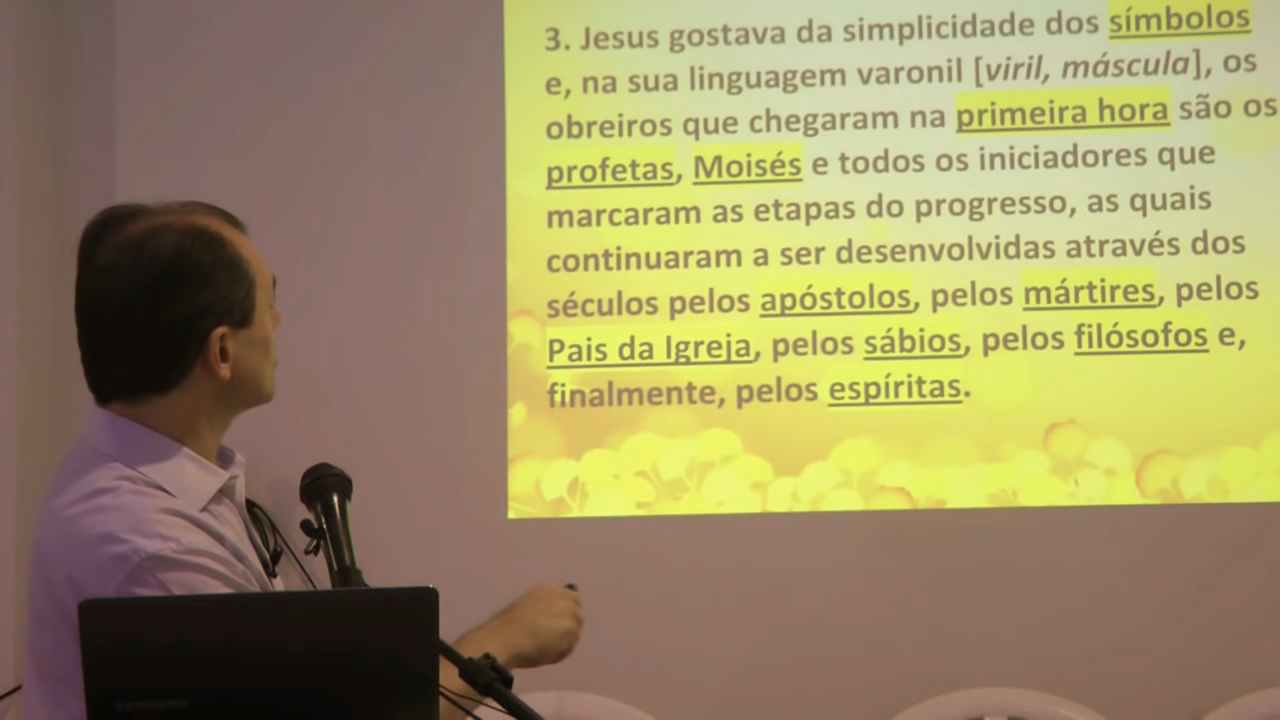 3. Jesus gostava da simplicidade dos símbolos
e, na sua linguagem varonil [viril, máscula], os
obreiros que chegaram na primeira hora são os
profetas, Moisés e todos os iniciadores que
marcaram as etapas do progresso, as quais
continuaram a ser desenvolvidas através dos
séculos pelos apóstolos, pelos mártires, pelos
Pais da Igreja, pelos sábios, pelos filósofos e,
finalmente, pelos espíritas.
SAMSUNG